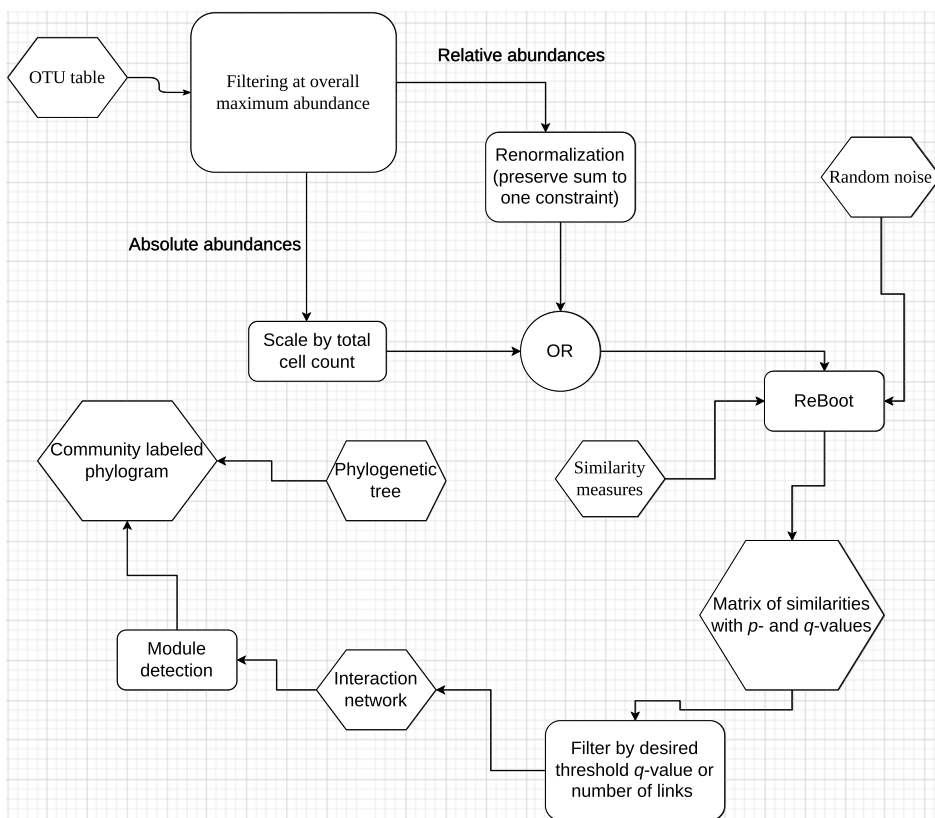 Relative abundances
OTU table
Filtering at overall
maximum abundance
Renormalization
(preserve sum to
one constraint)
Random noise
Absolute abundances
Scale by total
cell count
OR
ReBoot
Community labeled
phylogram
Phylogenetic
tree
Similarity
measures
Matrix of similarities
with p- and q-values
Module
detection
Interaction
network
Filter by desired
threshold q-value or
number of links